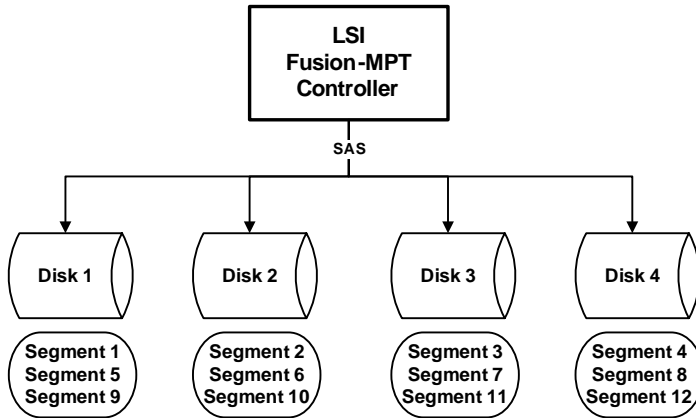 LSI
Fusion-MPT
Controller
SAS
Disk 1
Disk 2
Disk 3
Disk 4
Segment 1
Segment 5
Segment 9
Segment 2
Segment 6
Segment 10
Segment 3
Segment 7
Segment 11
Segment 4
Segment 8
Segment 12